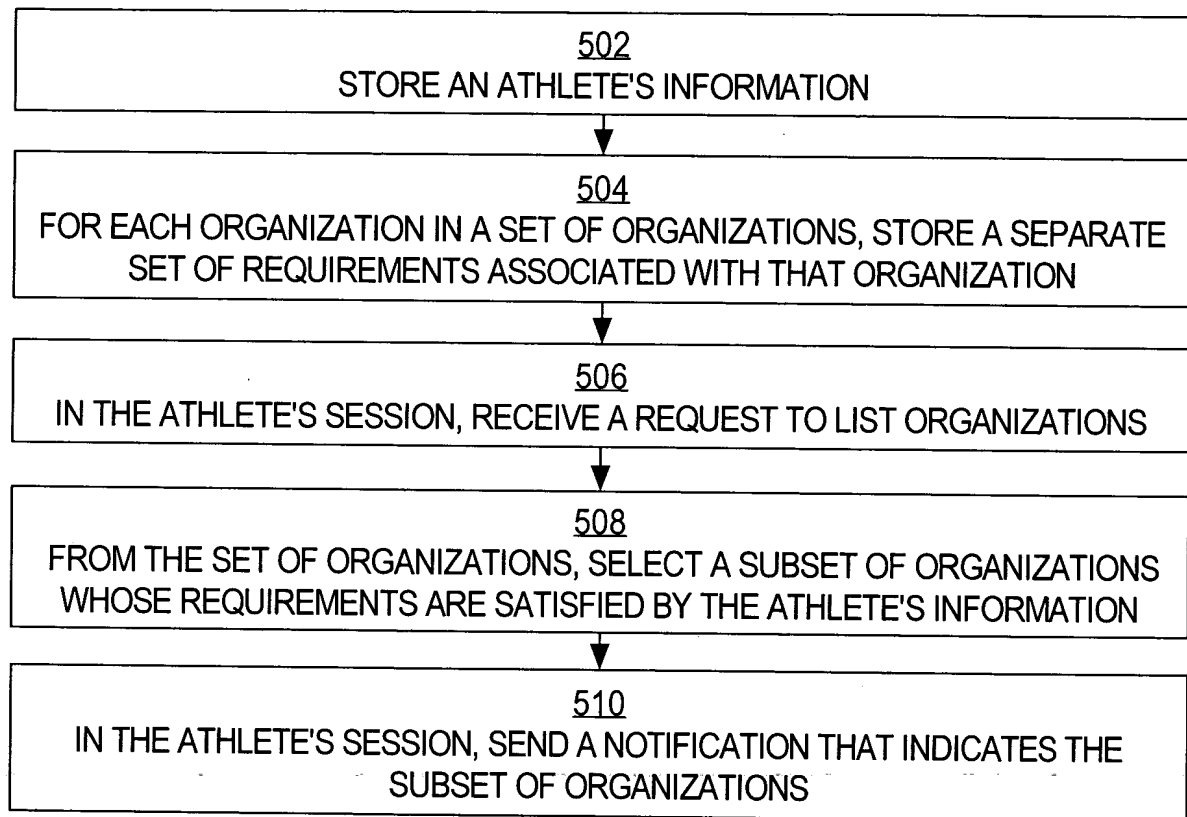 502
STORE AN ATHLETE'S INFORMATION
504
FOR EACH ORGANIZATION IN A SET OF ORGANIZATIONS, STORE A SEPARATE
SET OF REQUIREMENTS ASSOCIATED WITH THAT ORGANIZATION
506
IN THE ATHLETE'S SESSION, RECEIVE A REQUEST TO LIST ORGANIZATIONS
508
FROM THE SET OF ORGANIZATIONS, SELECT A SUBSET OF ORGANIZATIONS
WHOSE REQUIREMENTS ARE SATISFIED BY THE ATHLETE'S INFORMATION
510
IN THE ATHLETE'S SESSION, SEND A NOTIFICATION THAT INDICATES THE
SUBSET OF ORGANIZATIONS